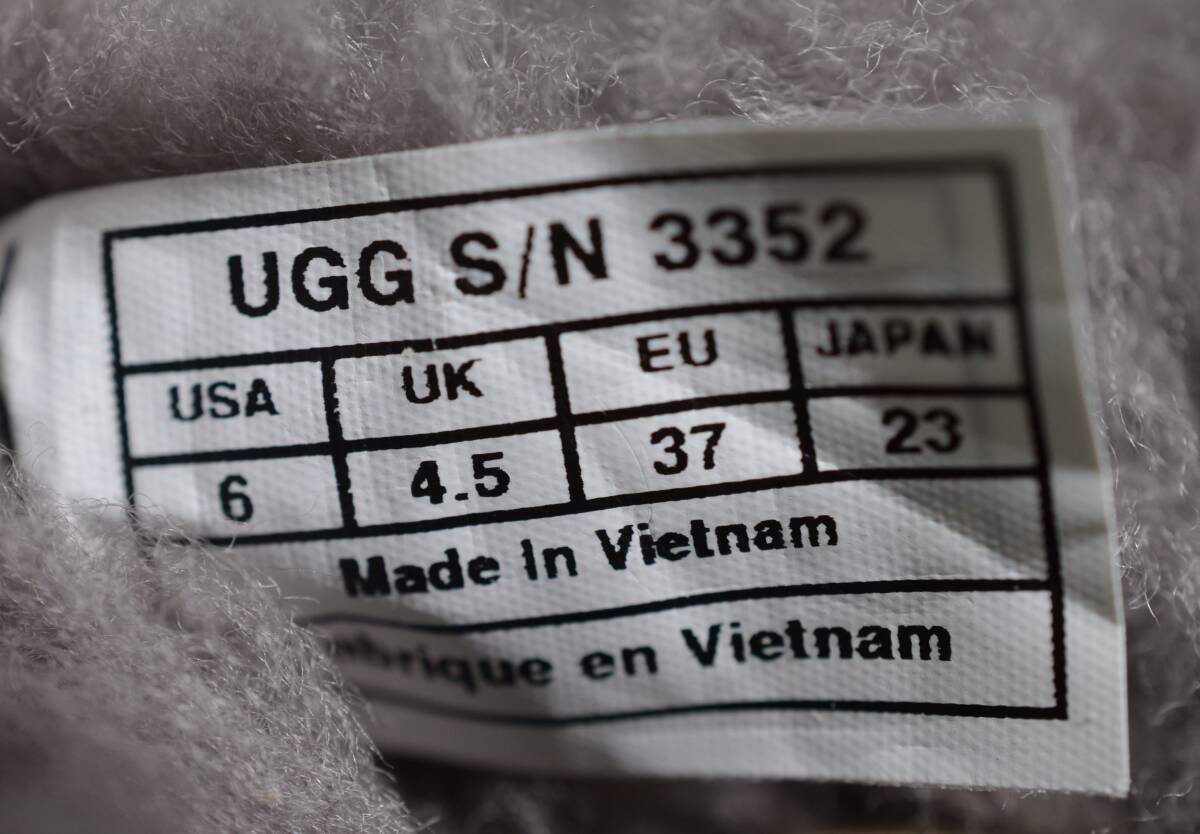 UGG S/N 3352
USA UK EU JAPAN
6 4.5 37 23
Made In Vietnam
en Vietnam